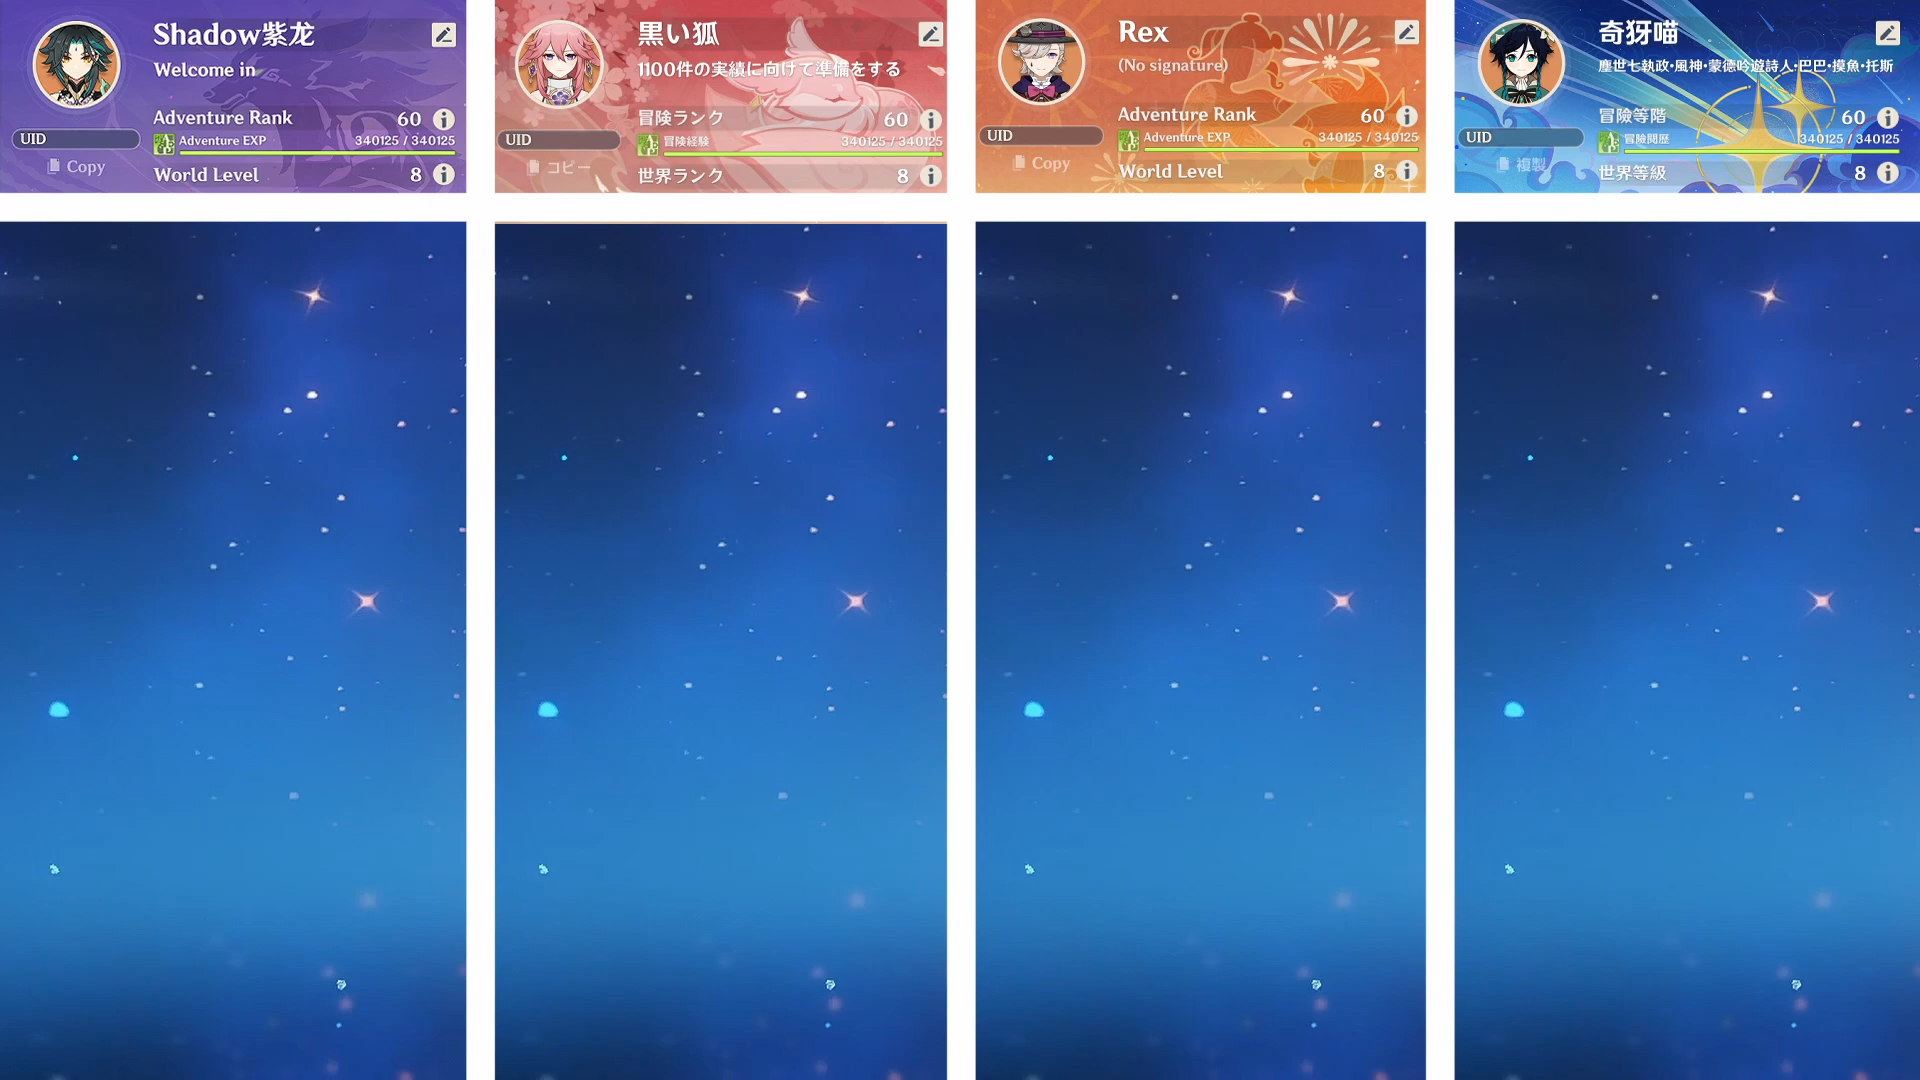 Shadow紫龙
Welcome in
Adventure Rank 60
UID
Adventure EXP 340125 / 340125
Copy
World Level 8
黒い狐
1100件の実績に向けて準備をする
冒険ランク 60
UID
冒険経験 340125 / 340125
コピー
世界ランク 8
Rex
(No signature)
Adventure Rank 60
UID
Adventure EXP 340125 / 340125
Copy
World Level 8
奇犽喵
塵世七執政•風神•蒙德吟遊詩人•巴巴•摸魚•托斯
冒險等階 60
UID
冒險閱歷 340125 / 340125
複製
世界等級 8